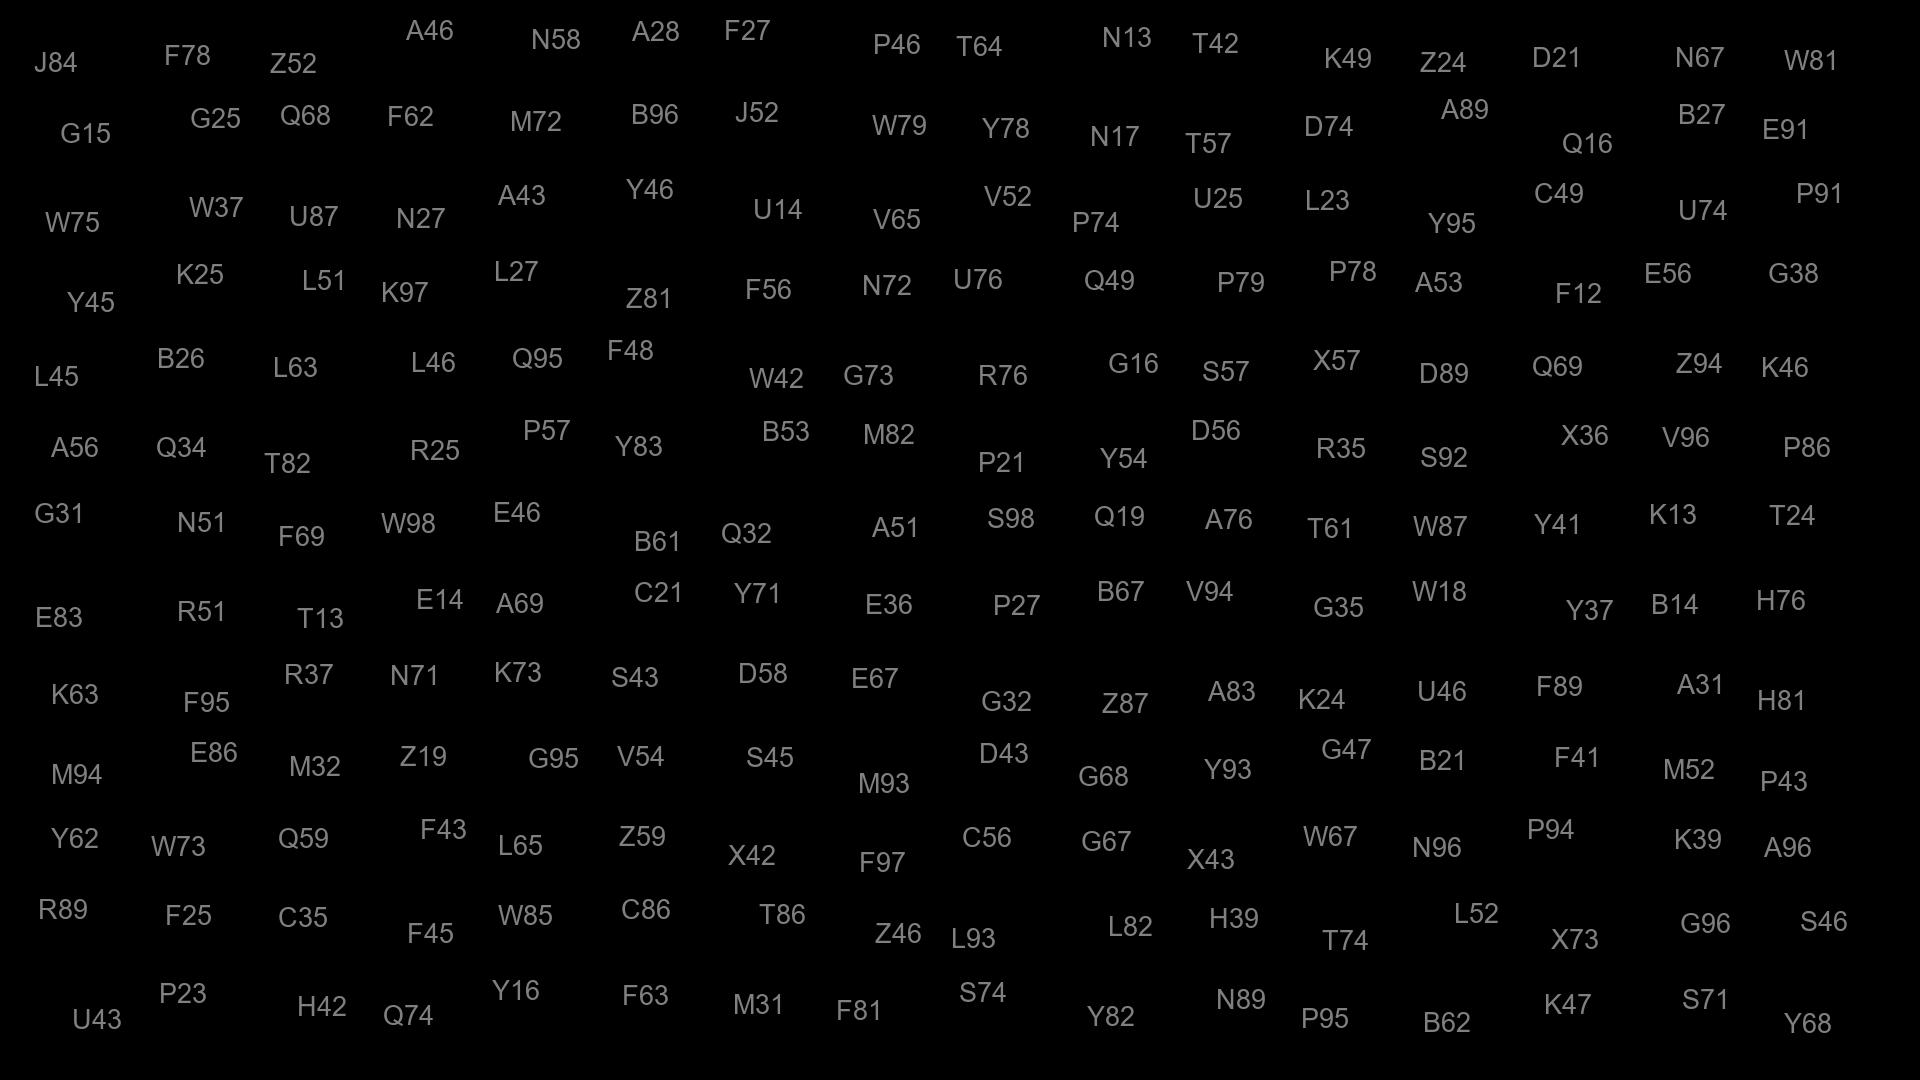 J84 F78 Z52 A46 N58 A28 F27 P46 T64 N13 T42 K49 Z24 D21 N67 W81
G15 G25 Q68 F62 M72 B96 J52 W79 Y78 N17 T57 D74 A89 Q16 B27 E91
W75 W37 U87 N27 A43 Y46 U14 V65 V52 P74 U25 L23 Y95 C49 U74 P91
Y45 K25 L51 K97 L27 Z81 F56 N72 U76 Q49 P79 P78 A53 F12 E56 G38
L45 B26 L63 L46 Q95 F48 W42 G73 R76 G16 S57 X57 D89 Q69 Z94 K46
A56 Q34 T82 R25 P57 Y83 B53 M82 P21 Y54 D56 R35 S92 X36 V96 P86
G31 N51 F69 W98 E46 B61 Q32 A51 S98 Q19 A76 T61 W87 Y41 K13 T24
E83 R51 T13 E14 A69 C21 Y71 E36 P27 B67 V94 G35 W18 Y37 B14 H76
K63 F95 R37 N71 K73 S43 D58 E67 G32 Z87 A83 K24 U46 F89 A31 H81
M94 E86 M32 Z19 G95 V54 S45 M93 D43 G68 Y93 G47 B21 F41 M52 P43
Y62 W73 Q59 F43 L65 Z59 X42 F97 C56 G67 X43 W67 N96 P94 K39 A96
R89 F25 C35 F45 W85 C86 T86 Z46 L93 L82 H39 T74 L52 X73 G96 S46
U43 P23 H42 Q74 Y16 F63 M31 F81 S74 Y82 N89 P95 B62 K47 S71 Y68